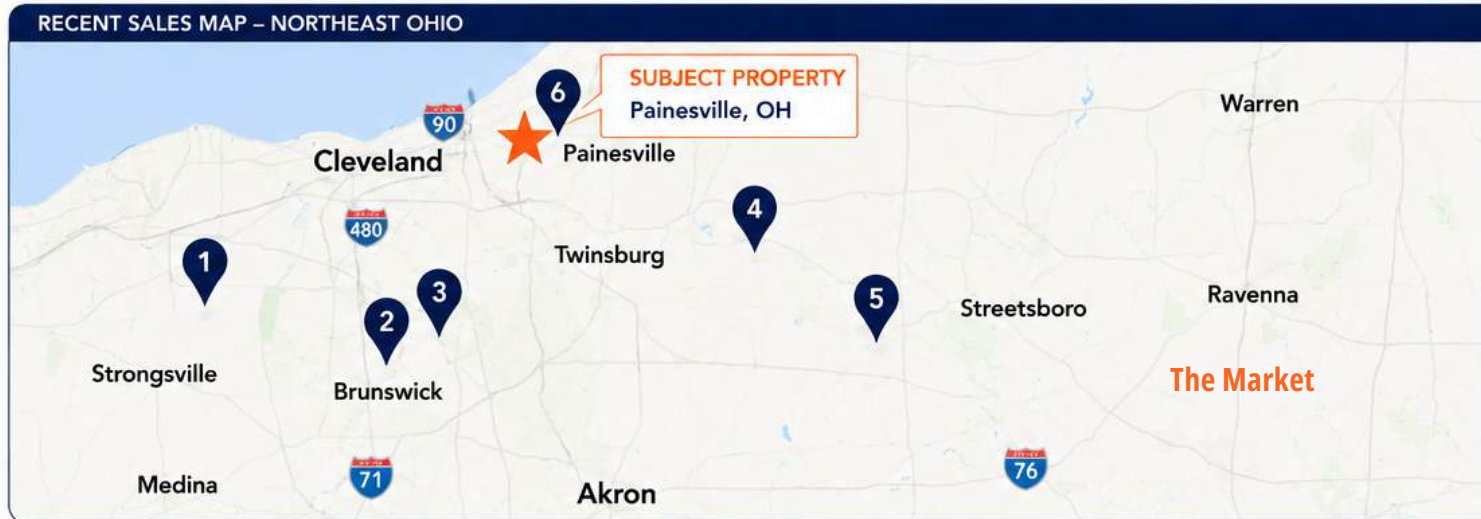 RECENT SALES MAP – NORTHEAST OHIO
6
SUBJECT PROPERTY
Painesville, OH
90
Warren
Cleveland
Painesville
4
480
Twinsburg
1
3
5
2
Streetsboro
Ravenna
Strongsville
Brunswick
The Market
Medina
71
Akron
76